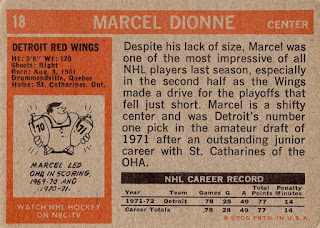 18 MARCEL DIONNE CENTER
DETROIT RED WINGS
Ht: 5'8" Wt: 170
Shoots: Right
Born: Aug. 3, 1951
Drummondville, Quebec
Home: St. Catharines, Ont.
70 71
MARCEL LED
OHA IN SCORING,
1969-70 AND
1970-71.
WATCH NHL HOCKEY
ON NBC-TV
Despite his lack of size, Marcel was
one of the most impressive of all
NHL players last season, especially
in the second half as the Wings
made a drive for the playoffs that
fell just short. Marcel is a shifty
center and was Detroit's number
one pick in the amateur draft of
1971 after an outstanding junior
career with St. Catharines of the
OHA.
NHL CAREER RECORD
Year Team Games G A Points Minutes
1971-72 Detroit 78 28 49 77 14
Career Totals 78 28 49 77 14
© TCG PRTD. IN U.S.A.